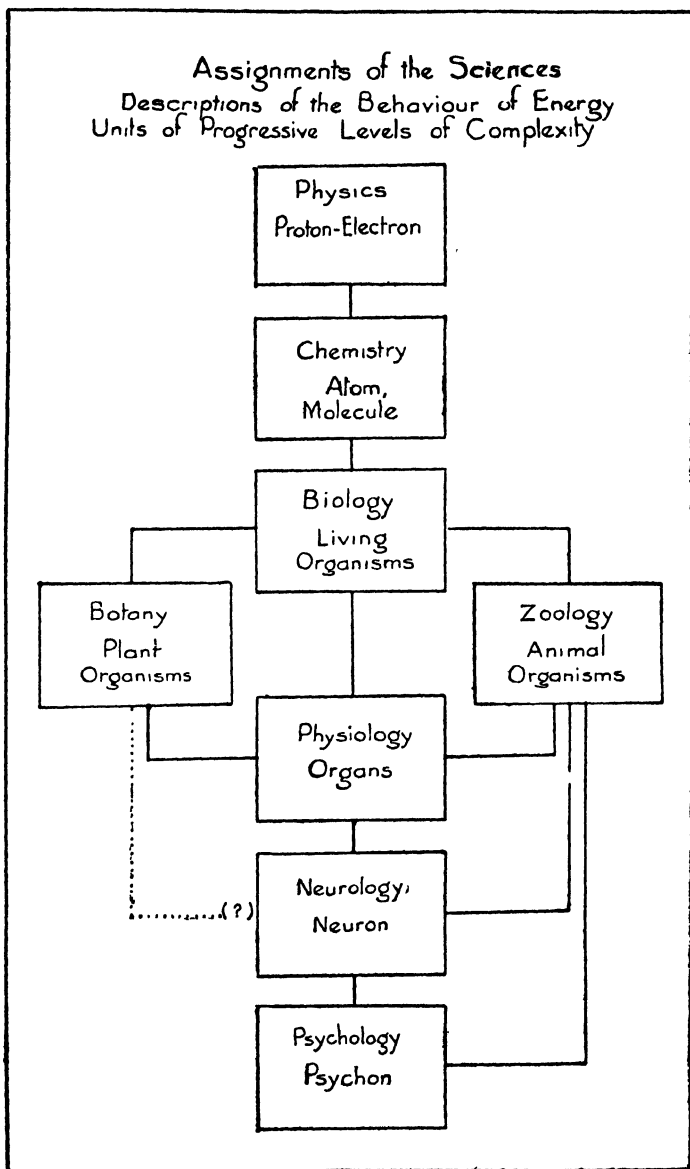 Assignments of the Sciences
Descriptions of the Behaviour of Energy
Units of Progressive Levels of Complexity
Physics
Proton-Electron
Chemistry
Atom,
Molecule
Biology
Living
Organisms
Botany
Plant
Organisms
Zoology
Animal
Organisms
Physiology
Organs
(?)
Neurology,
Neuron
Psychology
Psychon